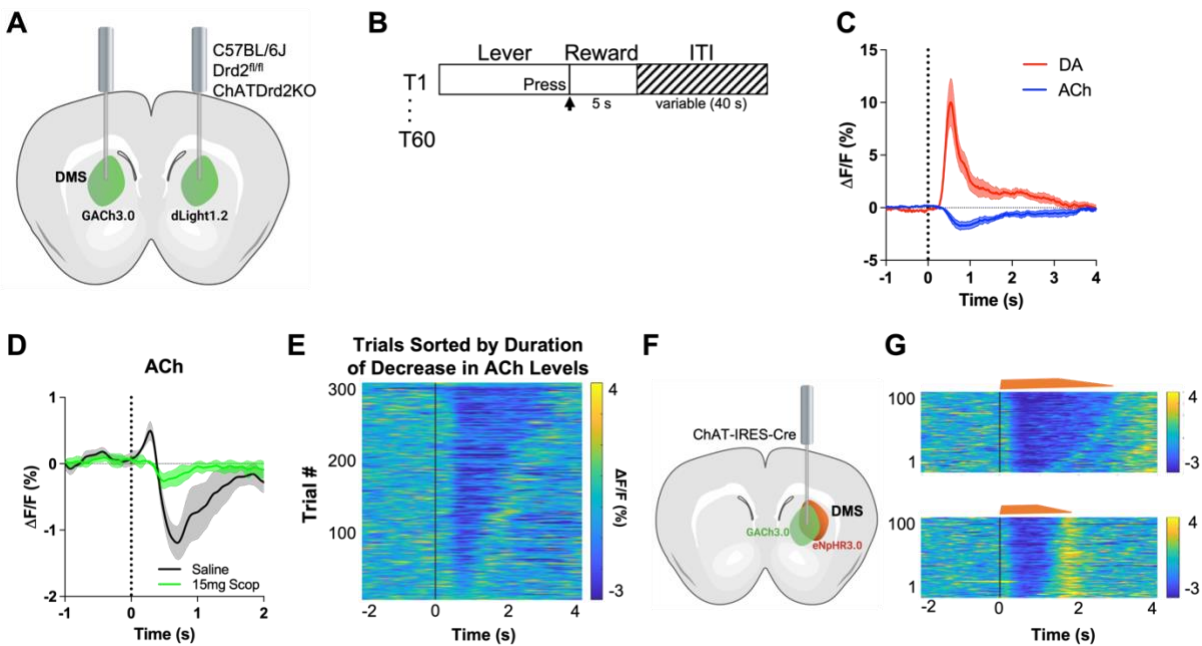 A
C57BL/6J
Drd2fl/fl
ChATDrd2KO
DMS
GACh3.0
dLight1.2
B
Lever
Reward
ITI
T1
Press
5 s
variable (40 s)
T60
C
15
10
5
0
-5
ΔF/F (%)
DA
ACh
-1
0
1
2
3
4
Time (s)
D
ACh
1
0
-1
-2
ΔF/F (%)
Saline
15mg Scop
-1
0
1
2
Time (s)
E
Trials Sorted by Duration
of Decrease in ACh Levels
300
200
100
Trial #
-2
0
2
4
Time (s)
4
-3
ΔF/F (%)
F
ChAT-IRES-Cre
DMS
GACh3.0
eNpHR3.0
G
100
1
4
-3
100
1
4
-3
-2
0
2
4
Time (s)